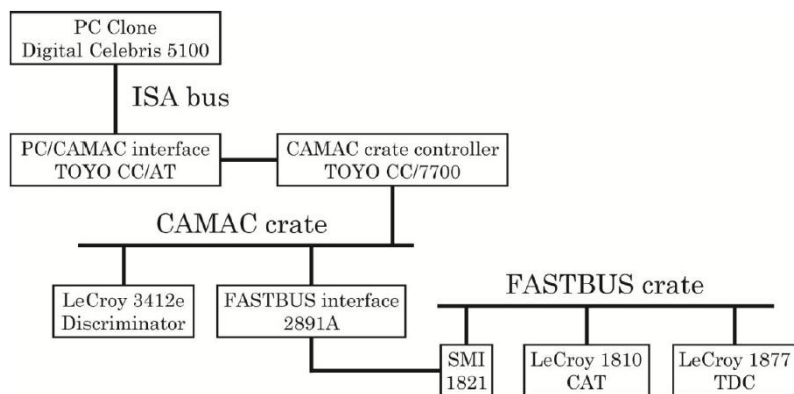 PC Clone
Digital Celebris 5100
ISA bus
PC/CAMAC interface
TOYO CC/AT
CAMAC crate controller
TOYO CC/7700
CAMAC crate
LeCroy 3412e
Discriminator
FASTBUS interface
2891A
FASTBUS crate
SMI
1821
LeCroy 1810
CAT
LeCroy 1877
TDC